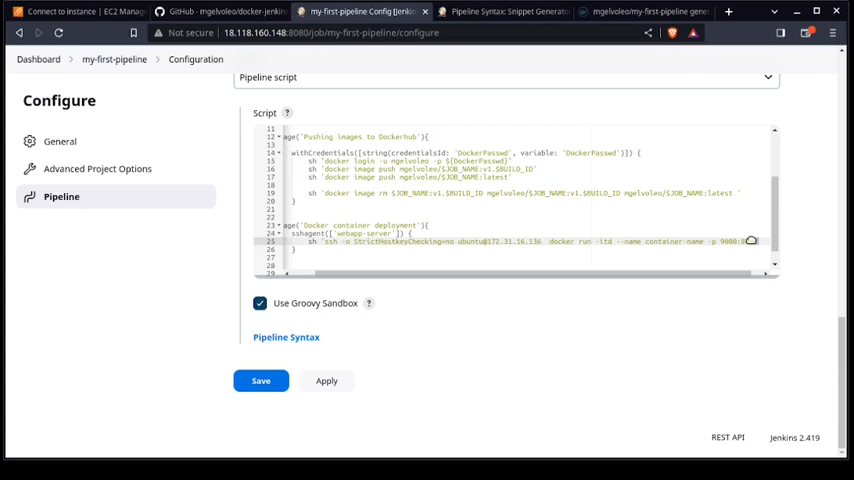 Connect to instance | EC2 Mana
GitHub - mgelvoleo/docker-jenkin
my-first-pipeline Config [Jenkin
Pipeline Syntax: Snippet Generato
mgelvoleo/my-first-pipeline gener
Not secure 18.118.160.148:8080/job/my-first-pipeline/configure
Dashboard > my-first-pipeline > Configuration
Configure
General
Advanced Project Options
Pipeline
Pipeline script
Script ?
11
12 age('Pushing images to Dockerhub'){
13
14 withCredentials([string(credentialsId: 'DockerPasswd', variable: 'DockerPasswd')]) {
15 sh 'docker login -u mgelvoleo -p ${DockerPasswd}'
16 sh 'docker image push mgelvoleo/$JOB_NAME:v1.$BUILD_ID'
17 sh 'docker image push mgelvoleo/$JOB_NAME:latest'
18
19 sh 'docker image rm $JOB_NAME:v1.$BUILD_ID mgelvoleo/$JOB_NAME:v1.$BUILD_ID mgelvoleo/$JOB_NAME:latest '
20 }
21
22
23 age('Docker container deployment'){
24 sshagent(['webapp-server']) {
25 sh 'ssh -o StrictHostkeyChecking=no ubuntu@172.31.16.136 docker run -itd --name container-name -p 9000:
26 }
28
29
Use Groovy Sandbox ?
Pipeline Syntax
Save
Apply
REST API
Jenkins 2.419